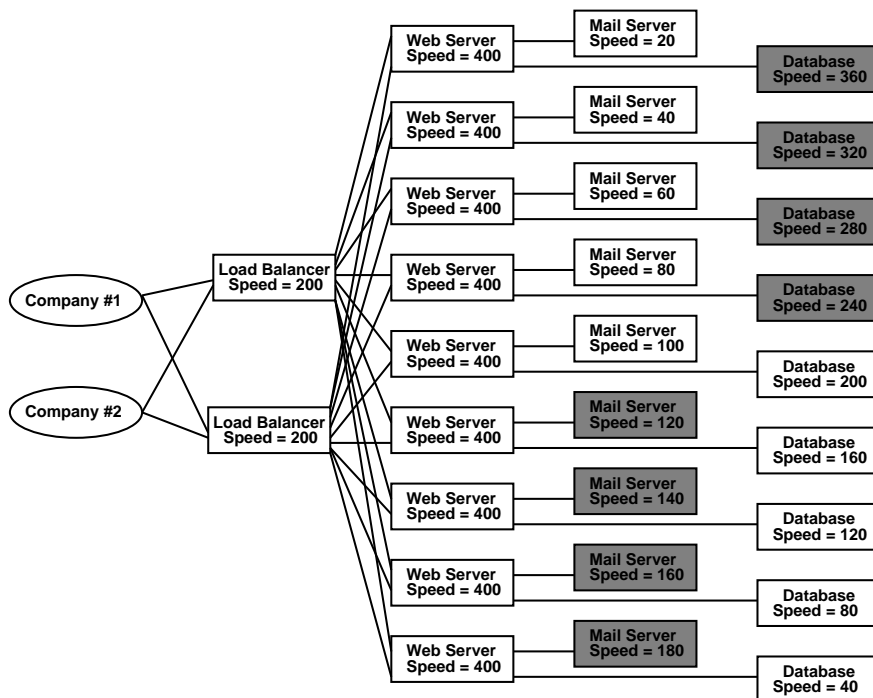 Web Server
Speed = 400
Mail Server
Speed = 20
Database
Speed = 360
Web Server
Speed = 400
Mail Server
Speed = 40
Database
Speed = 320
Web Server
Speed = 400
Mail Server
Speed = 60
Database
Speed = 280
Load Balancer
Speed = 200
Web Server
Speed = 400
Mail Server
Speed = 80
Database
Speed = 240
Company #1
Web Server
Speed = 400
Mail Server
Speed = 100
Database
Speed = 200
Company #2
Load Balancer
Speed = 200
Web Server
Speed = 400
Mail Server
Speed = 120
Database
Speed = 160
Web Server
Speed = 400
Mail Server
Speed = 140
Database
Speed = 120
Web Server
Speed = 400
Mail Server
Speed = 160
Database
Speed = 80
Web Server
Speed = 400
Mail Server
Speed = 180
Database
Speed = 40